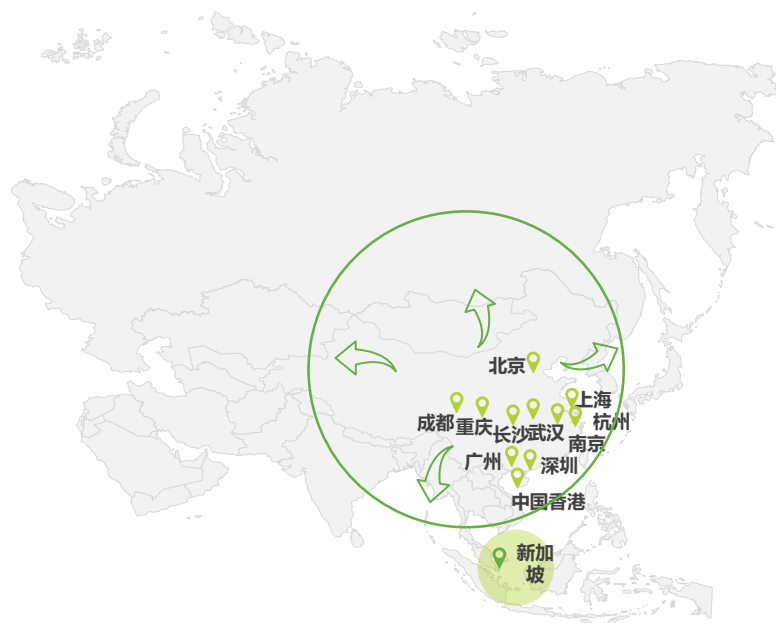 北京
上海
成都
重庆
长沙
武汉
杭州
南京
广州
深圳
中国香港
新加
坡